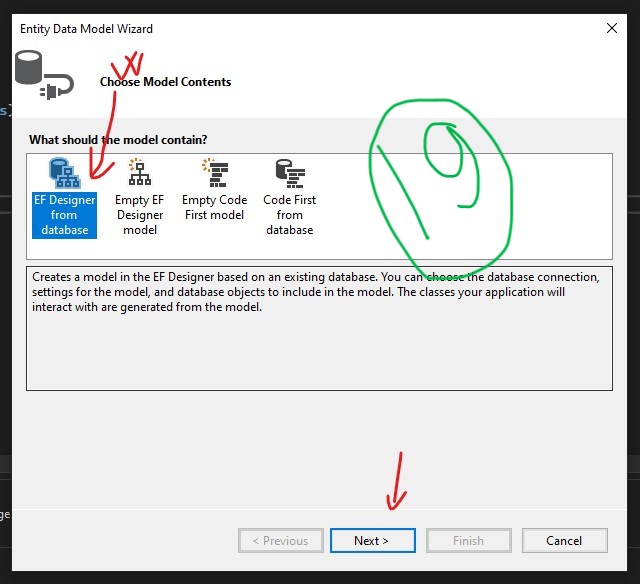 Entity Data Model Wizard
Choose Model Contents
What should the model contain?
EF Designer from database
Empty EF Designer model
Empty Code First model
Code First from database
19
Creates a model in the EF Designer based on an existing database. You can choose the database connection,
settings for the model, and database objects to include in the model. The classes your application will
interact with are generated from the model.
ge
< Previous
Next >
Finish
Cancel